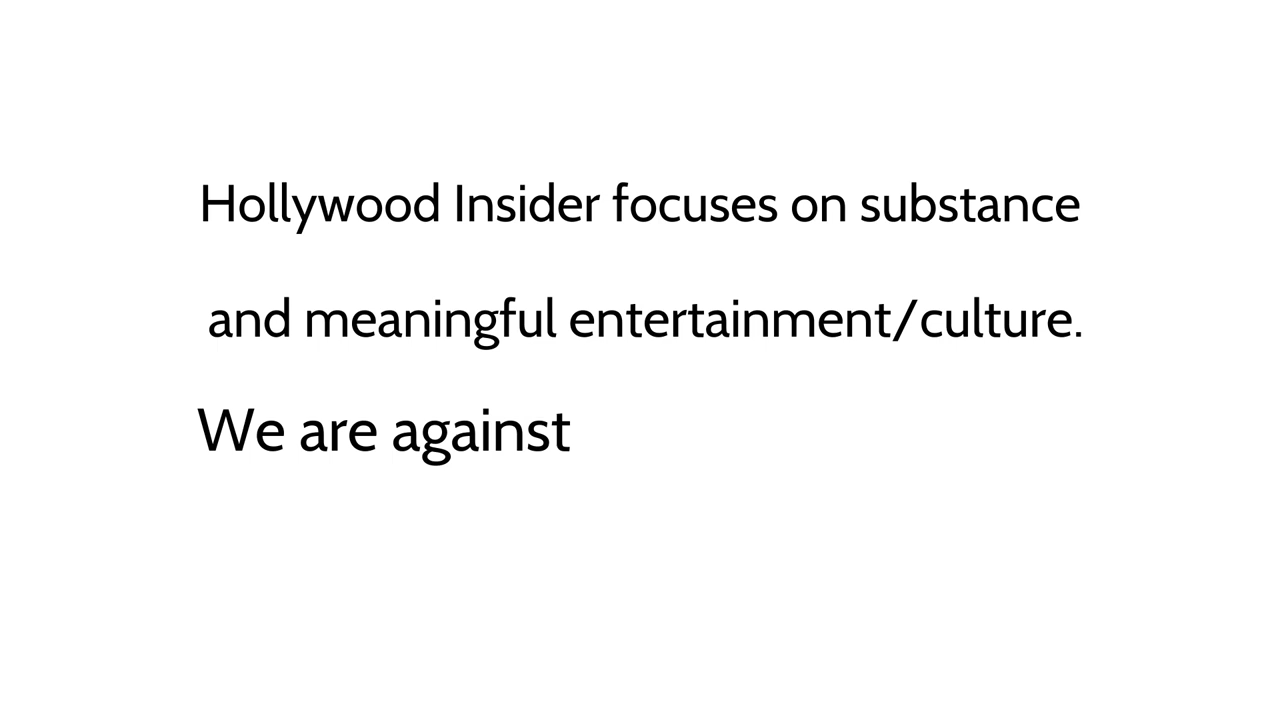 Hollywood Insider focuses on substance
and meaningful entertainment/culture.
We are against